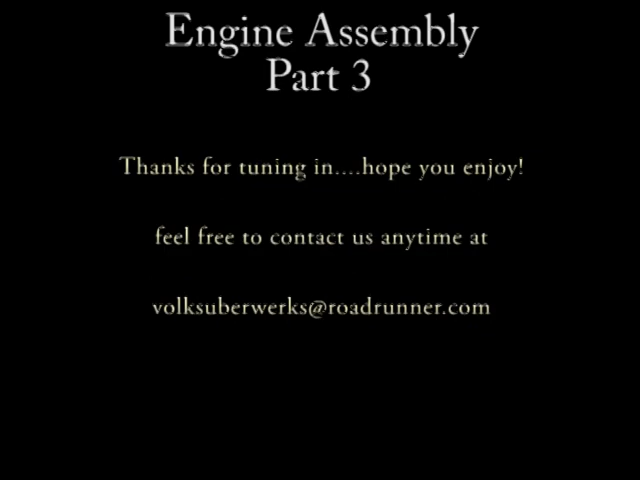 Engine Assembly
Part 3
Thanks for tuning in....hope you enjoy!
feel free to contact us anytime at
volksuberwerks@roadrunner.com